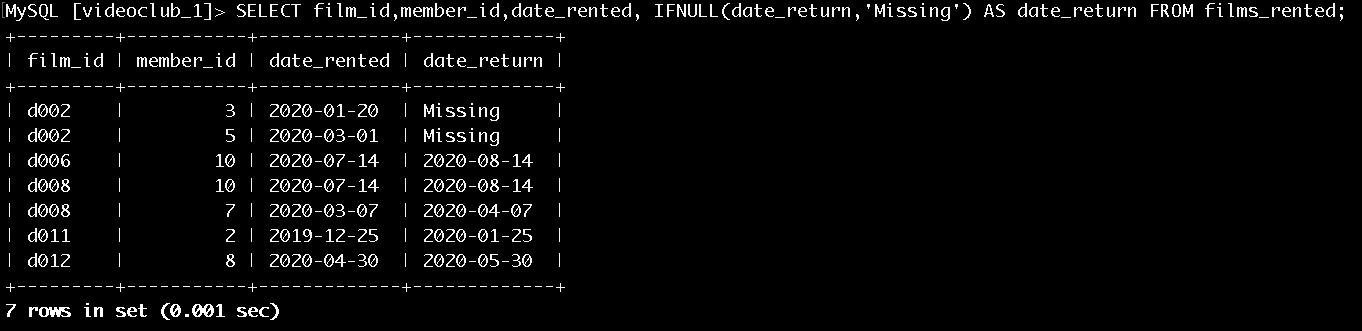 MySQL [videoclub_1]> SELECT film_id,member_id,date_rented, IFNULL(date_return,'Missing') AS date_return FROM films_rented;
+---------+-----------+-------------+-------------+
| film_id | member_id | date_rented | date_return |
+---------+-----------+-------------+-------------+
| d002    |         3 | 2020-01-20  | Missing     |
| d002    |         5 | 2020-03-01  | Missing     |
| d006    |        10 | 2020-07-14  | 2020-08-14  |
| d008    |        10 | 2020-07-14  | 2020-08-14  |
| d008    |         7 | 2020-03-07  | 2020-04-07  |
| d011    |         2 | 2019-12-25  | 2020-01-25  |
| d012    |         8 | 2020-04-30  | 2020-05-30  |
+---------+-----------+-------------+-------------+
7 rows in set (0.001 sec)